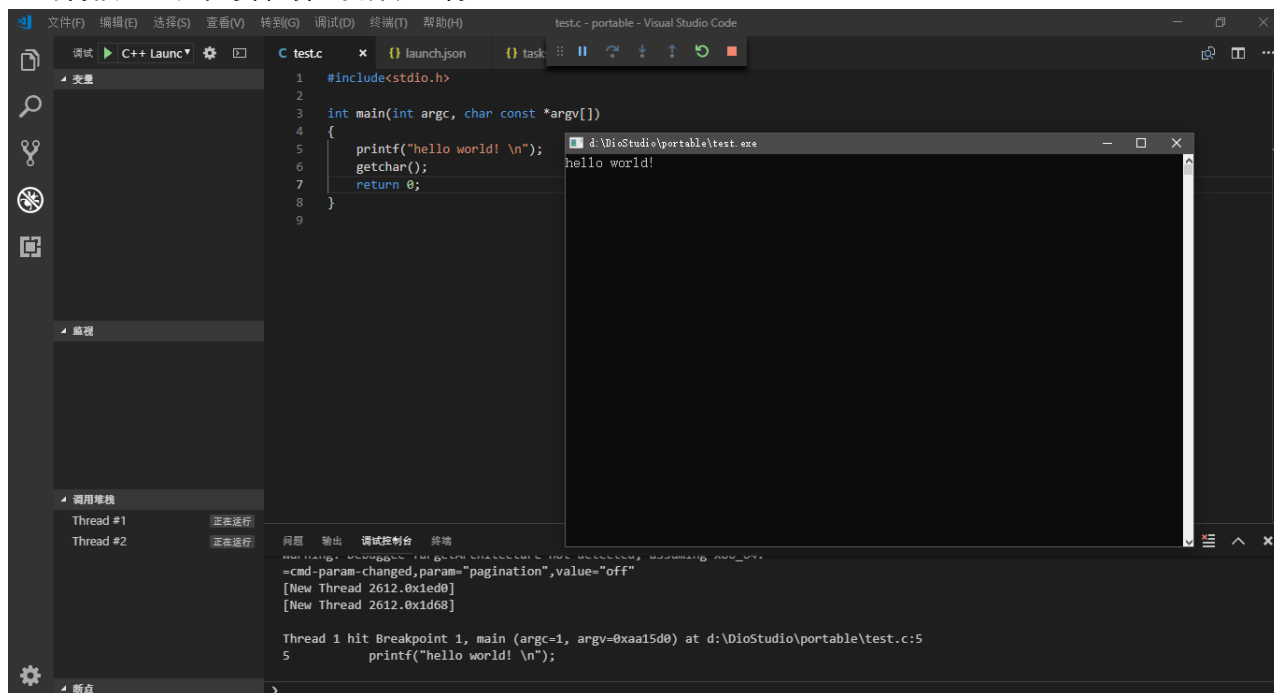 文件(F) 编辑(E) 选择(S) 查看(V) 转到(G) 调试(D) 终端(T) 帮助(H) test.c - portable - Visual Studio Code
调试 C++ Launc
C test.c × {} launch.json {} task
变量
1 #include<stdio.h>
2
3 int main(int argc, char const *argv[])
4 {
5 printf("hello world! \n");
6 getchar();
7 return 0;
8 }
9
d:\DioStudio\portable\test.exe
hello world!
监视
调用堆栈
Thread #1 正在运行
Thread #2 正在运行
问题 输出 调试控制台 终端
=cmd-param-changed,param="pagination",value="off"
[New Thread 2612.0x1ed0]
[New Thread 2612.0x1d68]
Thread 1 hit Breakpoint 1, main (argc=1, argv=0xaa15d0) at d:\DioStudio\portable\test.c:5
5 printf("hello world! \n");
断点